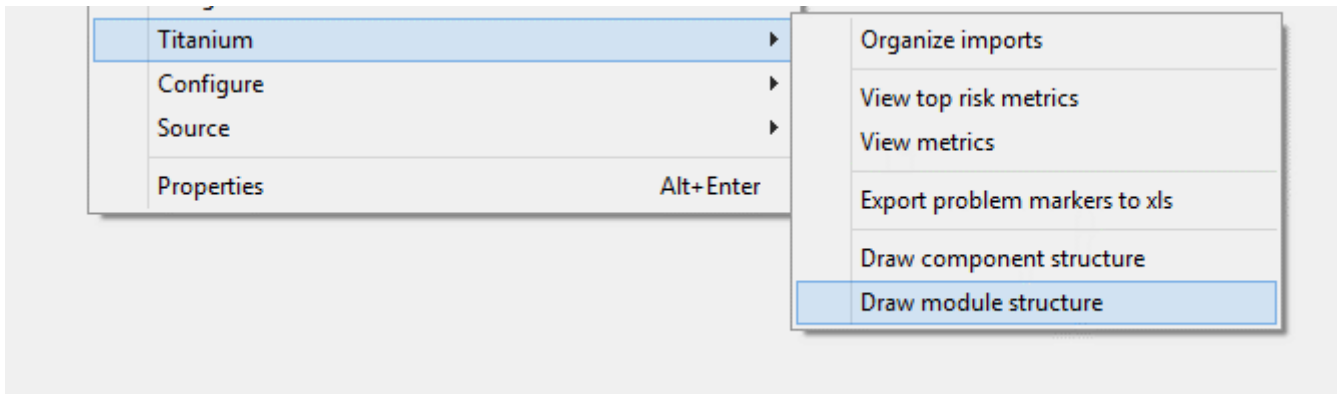 Titanium
Configure
Source
Properties Alt+Enter
Organize imports
View top risk metrics
View metrics
Export problem markers to xls
Draw component structure
Draw module structure